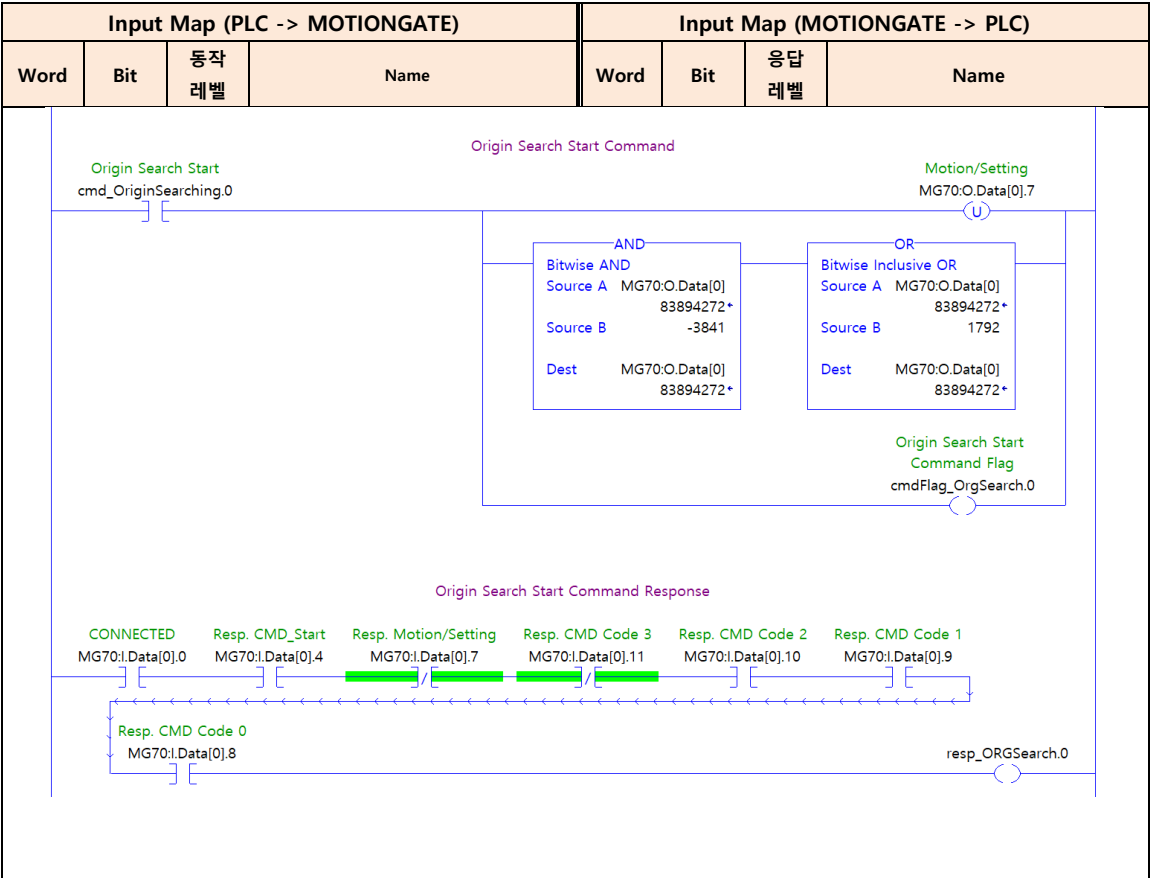 Input Map (PLC -> MOTIONGATE)
Input Map (MOTIONGATE -> PLC)
Word
Bit
동작
레벨
Name
Word
Bit
응답
레벨
Name
Origin Search Start Command
Origin Search Start
cmd_OriginSearching.0
Motion/Setting
MG70:O.Data[0].7
U
AND
Bitwise AND
Source A MG70:O.Data[0]
83894272
Source B -3841
Dest MG70:O.Data[0]
83894272
OR
Bitwise Inclusive OR
Source A MG70:O.Data[0]
83894272
Source B 1792
Dest MG70:O.Data[0]
83894272
Origin Search Start
Command Flag
cmdFlag_OrgSearch.0
Origin Search Start Command Response
CONNECTED
MG70:I.Data[0].0
Resp. CMD_Start
MG70:I.Data[0].4
Resp. Motion/Setting
MG70:I.Data[0].7
Resp. CMD Code 3
MG70:I.Data[0].11
Resp. CMD Code 2
MG70:I.Data[0].10
Resp. CMD Code 1
MG70:I.Data[0].9
Resp. CMD Code 0
MG70:I.Data[0].8
resp_ORGSearch.0